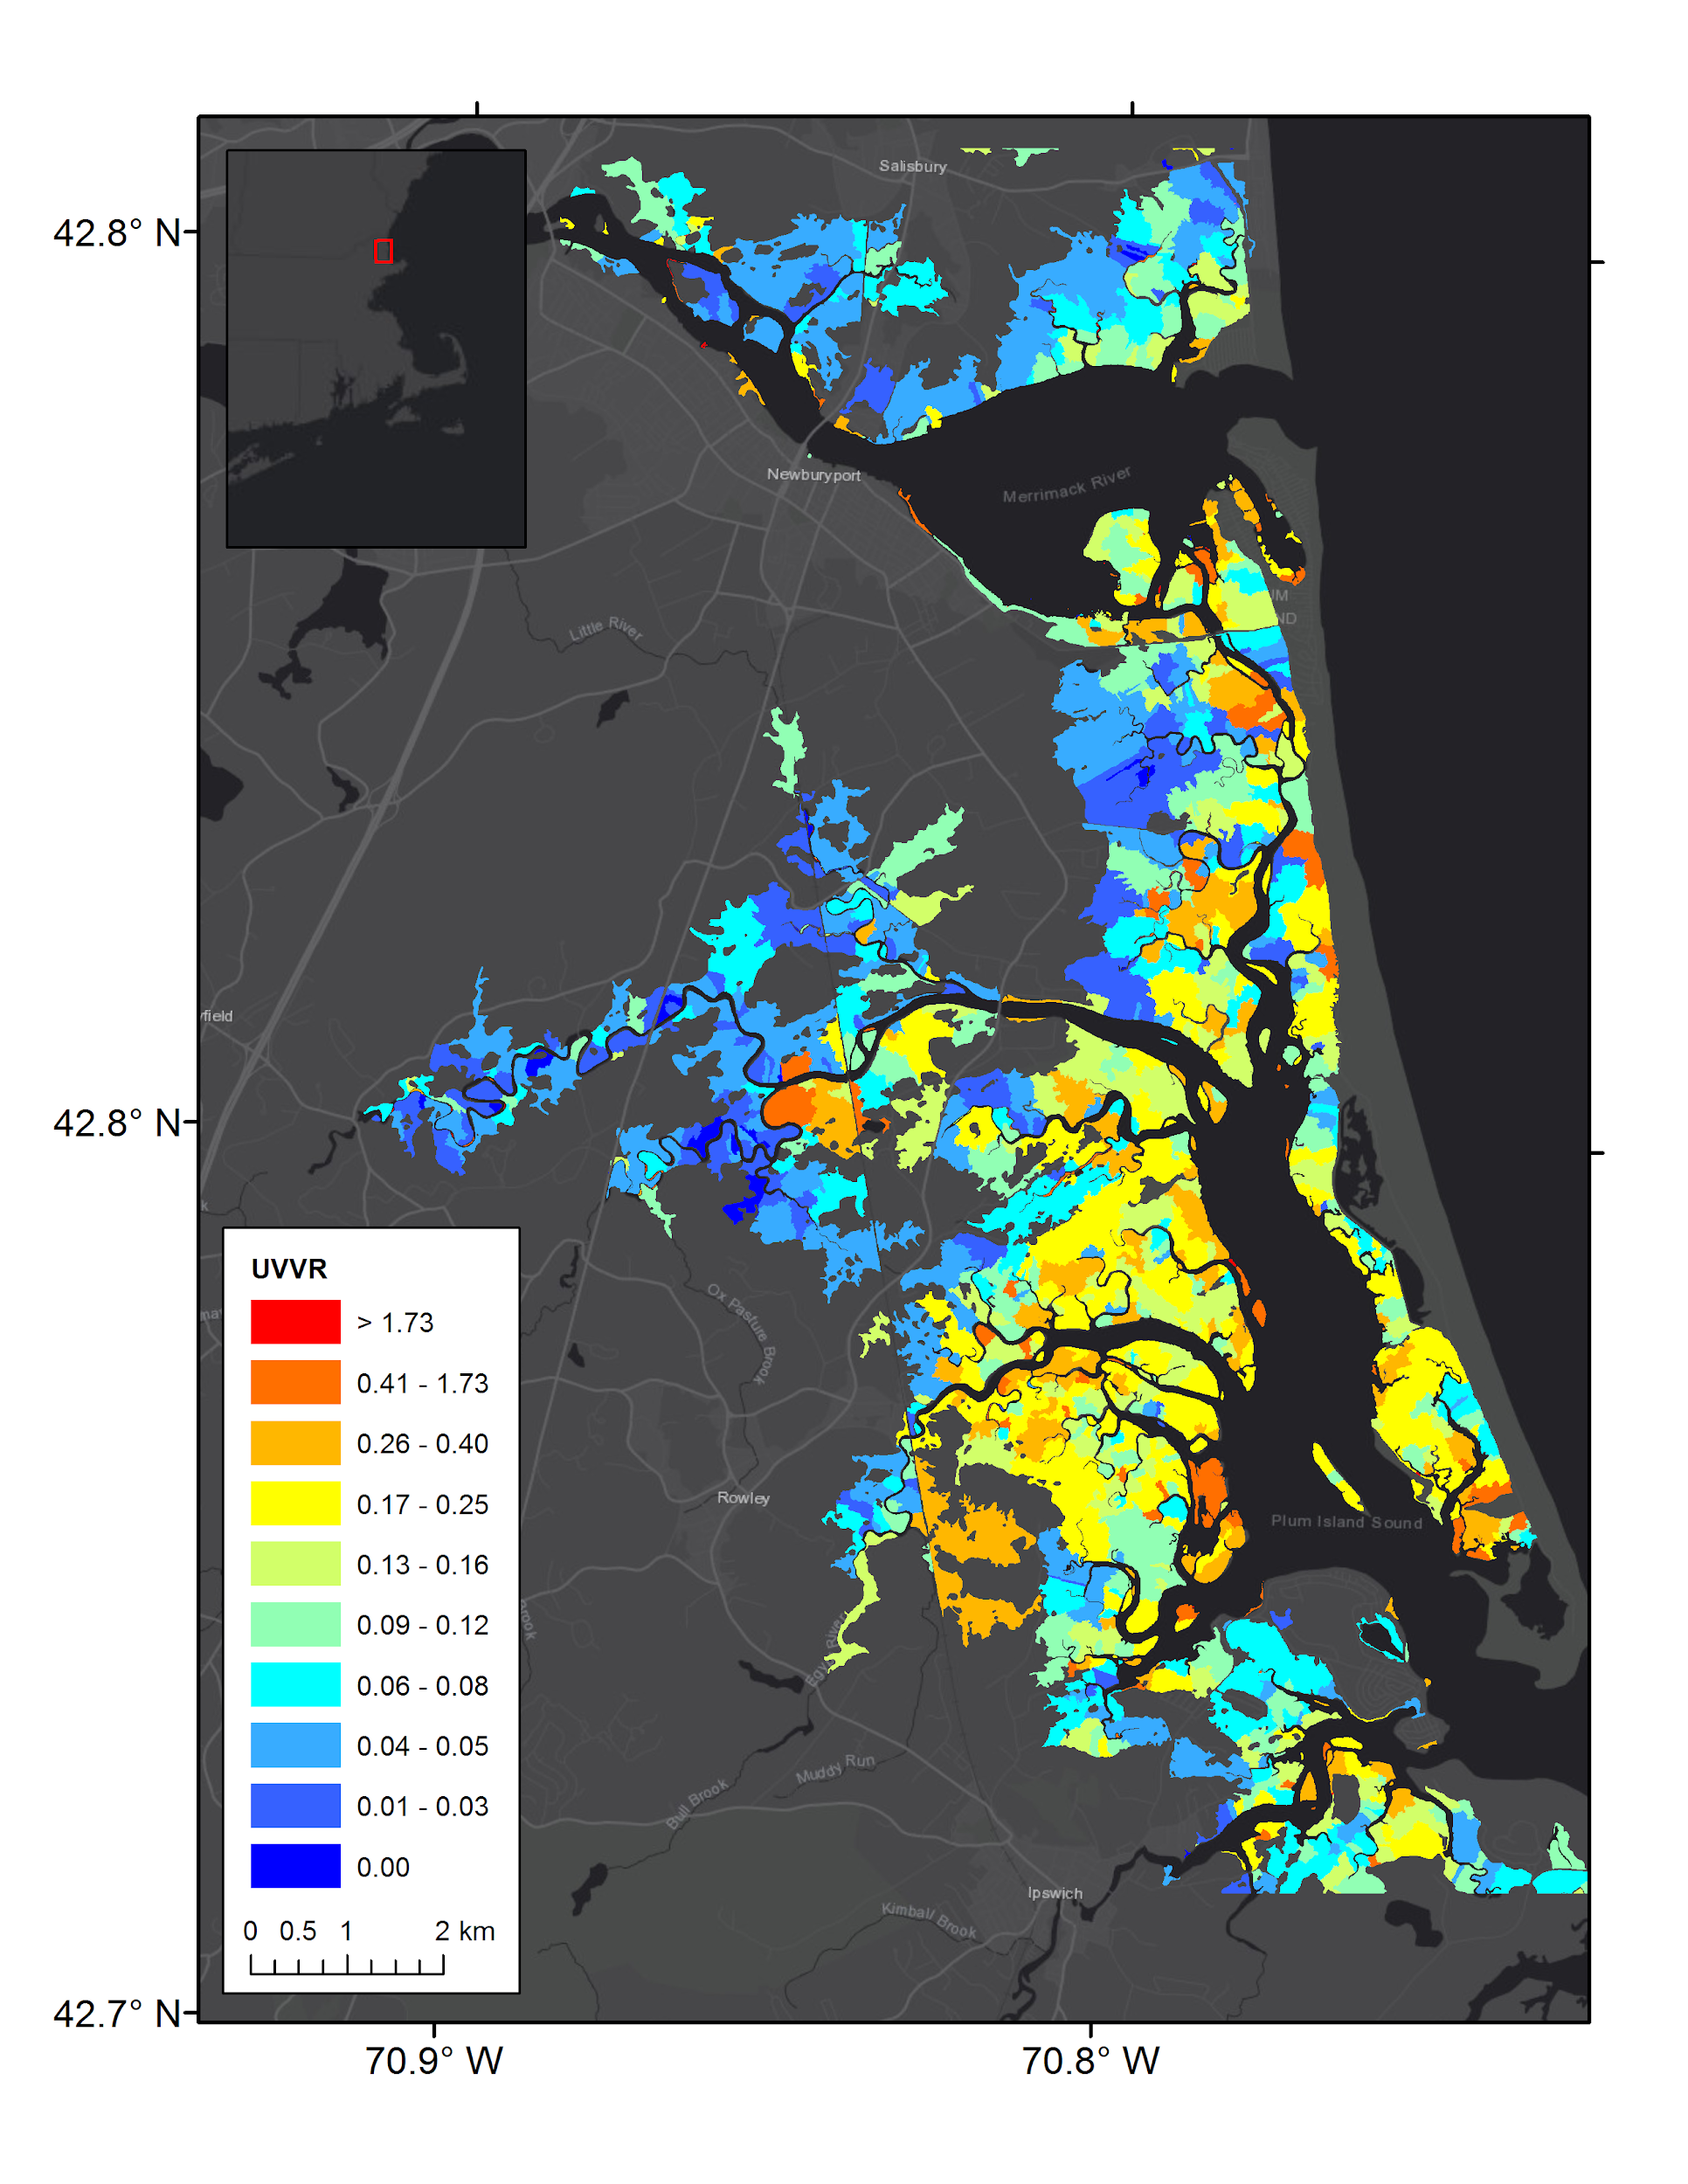 Salisbury
42.8° N
Newburyport
Merrimack River
Little River
field
42.8° N
k
UVVR
> 1.73
0.41 - 1.73
0.26 - 0.40
0.17 - 0.25
0.13 - 0.16
0.09 - 0.12
0.06 - 0.08
0.04 - 0.05
0.01 - 0.03
0.00
0 0.5 1 2 km
Ox Pasture Brook
Rowley
Plum Island Sound
Muddy Run
Bull Brook
Ipswich
Kimball Brook
42.7° N
70.9° W
70.8° W